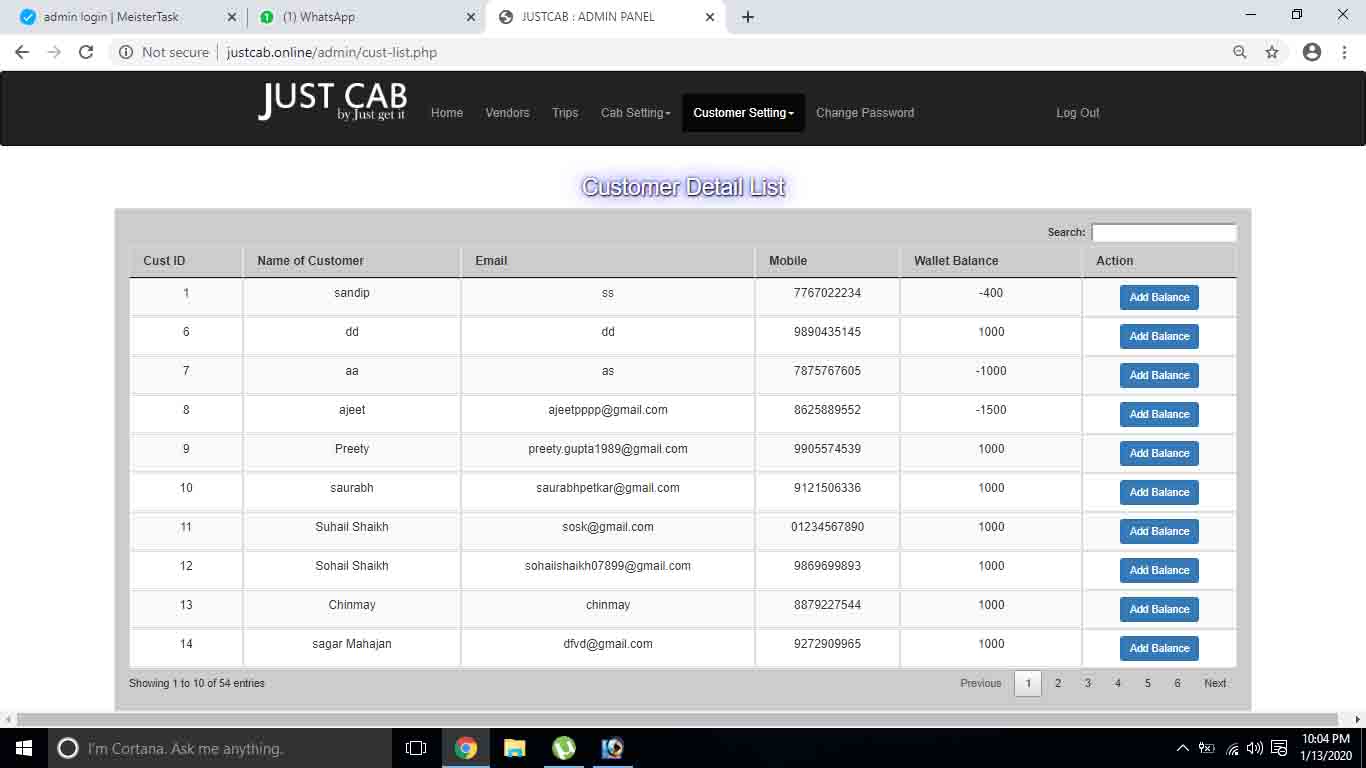 admin login | MeisterTask
(1) WhatsApp
JUSTCAB : ADMIN PANEL
Not secure | justcab.online/admin/cust-list.php
JUST CAB
by Just get it
Home Vendors Trips Cab Setting Customer Setting Change Password Log Out
Customer Detail List
Search:
Cust ID Name of Customer Email Mobile Wallet Balance Action
1 sandip ss 7767022234 -400 Add Balance
6 dd dd 9890435145 1000 Add Balance
7 aa as 7875767605 -1000 Add Balance
8 ajeet ajeetpppp@gmail.com 8625889552 -1500 Add Balance
9 Preety preety.gupta1989@gmail.com 9905574539 1000 Add Balance
10 saurabh saurabhpetkar@gmail.com 9121506336 1000 Add Balance
11 Suhail Shaikh sosk@gmail.com 01234567890 1000 Add Balance
12 Sohail Shaikh sohailshaikh07899@gmail.com 9869699893 1000 Add Balance
13 Chinmay chinmay 8879227544 1000 Add Balance
14 sagar Mahajan dfvd@gmail.com 9272909965 1000 Add Balance
Showing 1 to 10 of 54 entries
Previous 1 2 3 4 5 6 Next
I'm Cortana. Ask me anything.
10:04 PM
1/13/2020